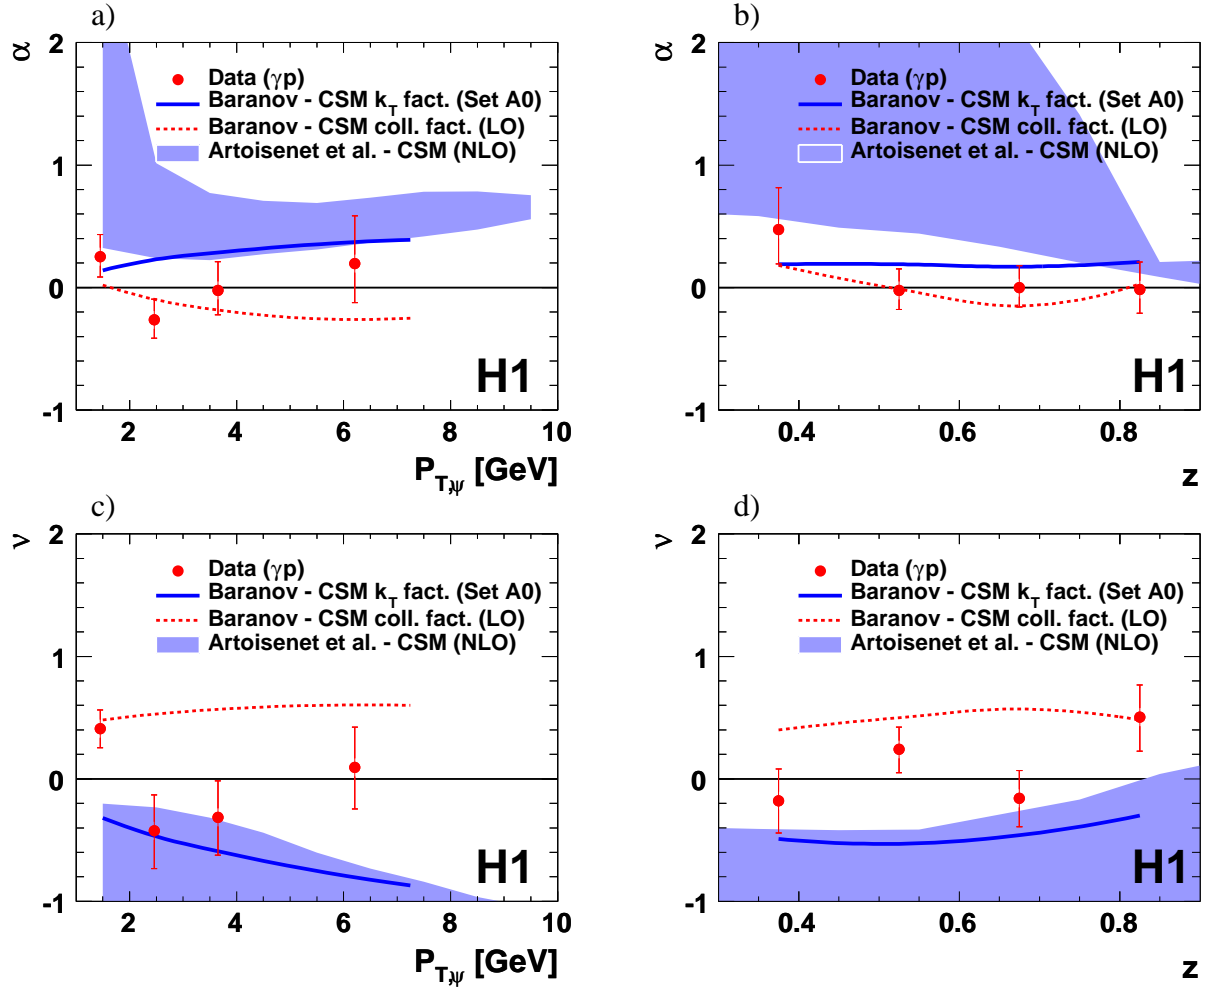 a)
α
2
1
0
-1
Data (γp)
Baranov - CSM k_T fact. (Set A0)
Baranov - CSM coll. fact. (LO)
Artoisenet et al. - CSM (NLO)
H1
2 4 6 8 10
P_T,ψ [GeV]
b)
α
2
1
0
-1
Data (γp)
Baranov - CSM k_T fact. (Set A0)
Baranov - CSM coll. fact. (LO)
Artoisenet et al. - CSM (NLO)
H1
0.4 0.6 0.8
z
c)
ν
2
1
0
-1
Data (γp)
Baranov - CSM k_T fact. (Set A0)
Baranov - CSM coll. fact. (LO)
Artoisenet et al. - CSM (NLO)
H1
2 4 6 8 10
P_T,ψ [GeV]
d)
ν
2
1
0
-1
Data (γp)
Baranov - CSM k_T fact. (Set A0)
Baranov - CSM coll. fact. (LO)
Artoisenet et al. - CSM (NLO)
H1
0.4 0.6 0.8
z